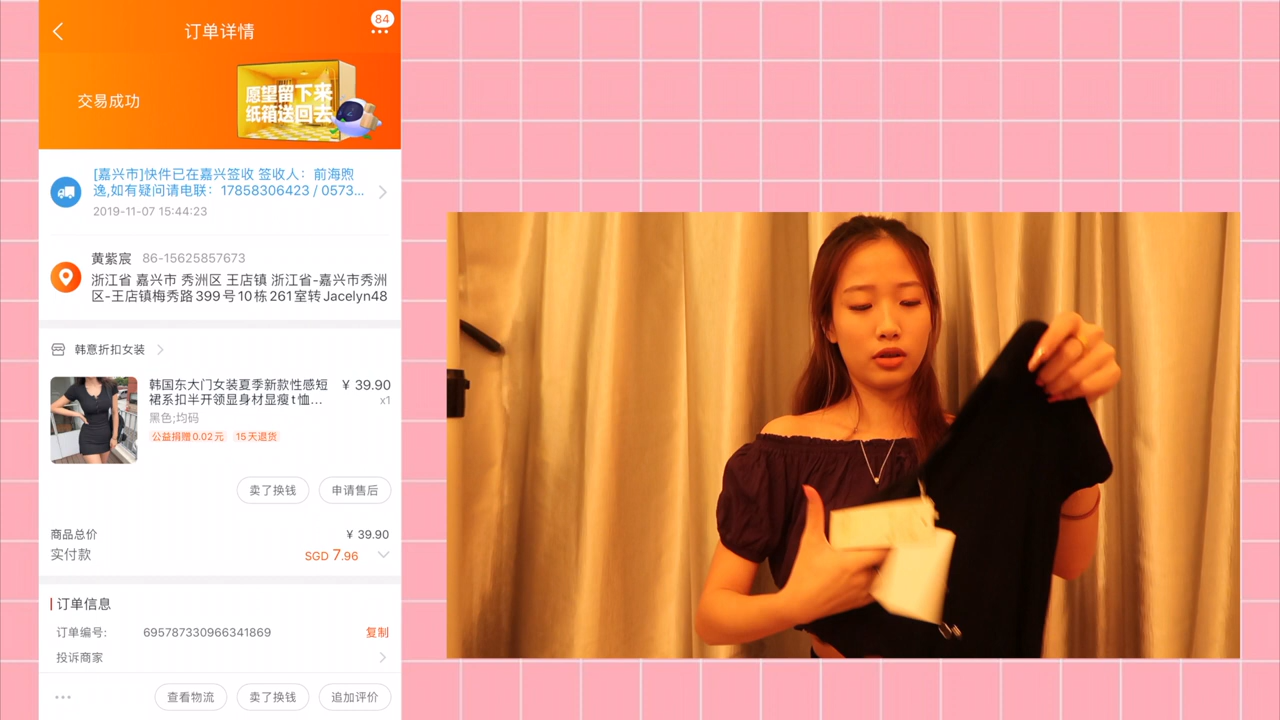 订单详情
84
交易成功
愿望留下来
纸箱送回去
[嘉兴市]快件已在嘉兴签收 签收人：前海煦
逸,如有疑问请电联：17858306423 / 0573...
2019-11-07 15:44:23
黄紫宸 86-15625857673
浙江省 嘉兴市 秀洲区 王店镇 浙江省-嘉兴市秀洲
区-王店镇梅秀路399号10栋261室转Jacelyn48
韩意折扣女装
韩国东大门女装夏季新款性感短 ¥ 39.90
裙系扣半开领显身材显瘦t恤... x1
黑色;均码
公益捐赠0.02元 15天退货
卖了换钱 申请售后
商品总价 ¥ 39.90
实付款 SGD 7.96
订单信息
订单编号: 695787330966341869 复制
投诉商家
查看物流 卖了换钱 追加评价